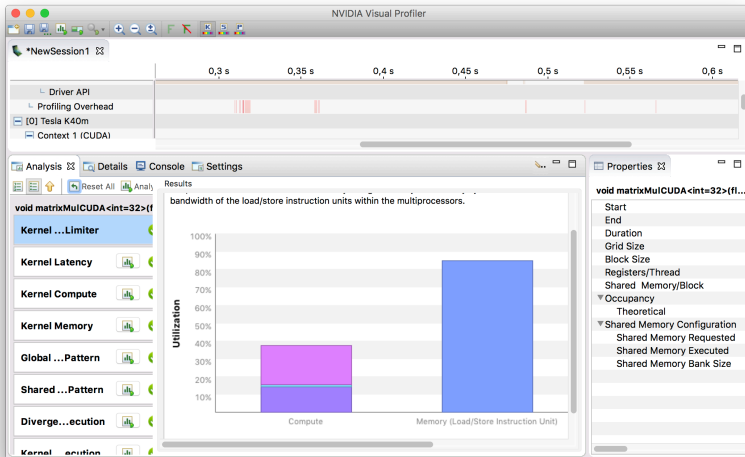 NVIDIA Visual Profiler
*NewSession1
0,3 s
0,35 s
0,4 s
0,45 s
0,5 s
0,55 s
0,6 s
Driver API
Profiling Overhead
[0] Tesla K40m
Context 1 (CUDA)
Analysis
Details
Console
Settings
Reset All
Analy
Results
bandwidth of the load/store instruction units within the multiprocessors.
void matrixMulCUDA<int=32>(f
Kernel ...Limiter
Kernel Latency
Kernel Compute
Kernel Memory
Global ...Pattern
Shared ...Pattern
Diverge...ecution
Kernel ecution
Utilization
100%
90%
80%
70%
60%
50%
40%
30%
20%
10%
Compute
Memory (Load/Store Instruction Unit)
Properties
void matrixMulCUDA<int=32>(fl...
Start
End
Duration
Grid Size
Block Size
Registers/Thread
Shared Memory/Block
Occupancy
Theoretical
Shared Memory Configuration
Shared Memory Requested
Shared Memory Executed
Shared Memory Bank Size